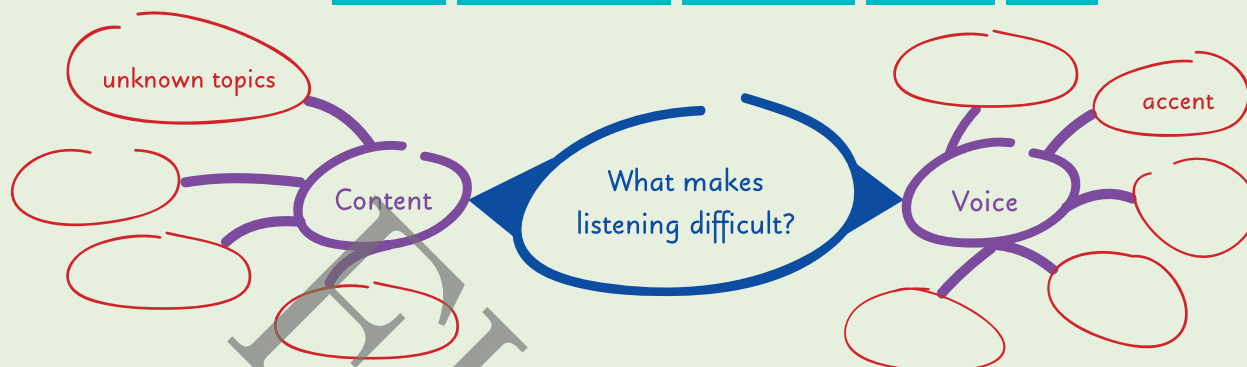 unknown topics
accent
Content
What makes
listening difficult?
Voice